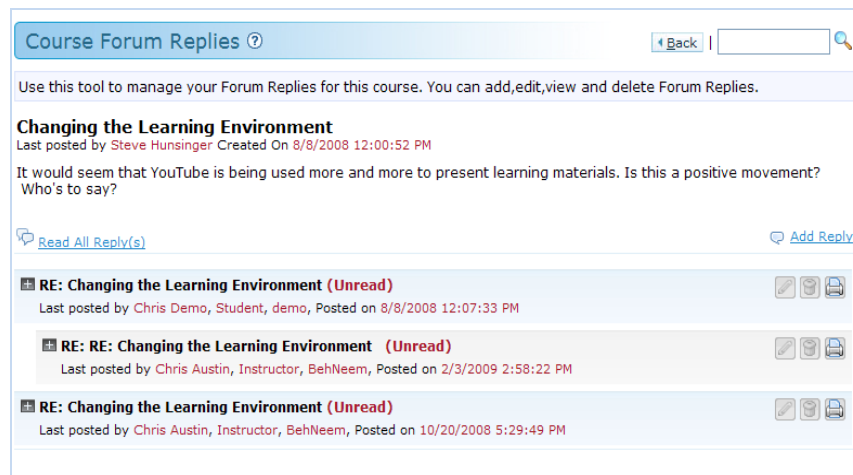 Course Forum Replies ?
Back |
Use this tool to manage your Forum Replies for this course. You can add,edit,view and delete Forum Replies.
Changing the Learning Environment
Last posted by Steve Hunsinger Created On 8/8/2008 12:00:52 PM
It would seem that YouTube is being used more and more to present learning materials. Is this a positive movement?
Who's to say?
Read All Reply(s)
Add Reply
RE: Changing the Learning Environment (Unread)
Last posted by Chris Demo, Student, demo, Posted on 8/8/2008 12:07:33 PM
RE: RE: Changing the Learning Environment (Unread)
Last posted by Chris Austin, Instructor, BehNeem, Posted on 2/3/2009 2:58:22 PM
RE: Changing the Learning Environment (Unread)
Last posted by Chris Austin, Instructor, BehNeem, Posted on 10/20/2008 5:29:49 PM